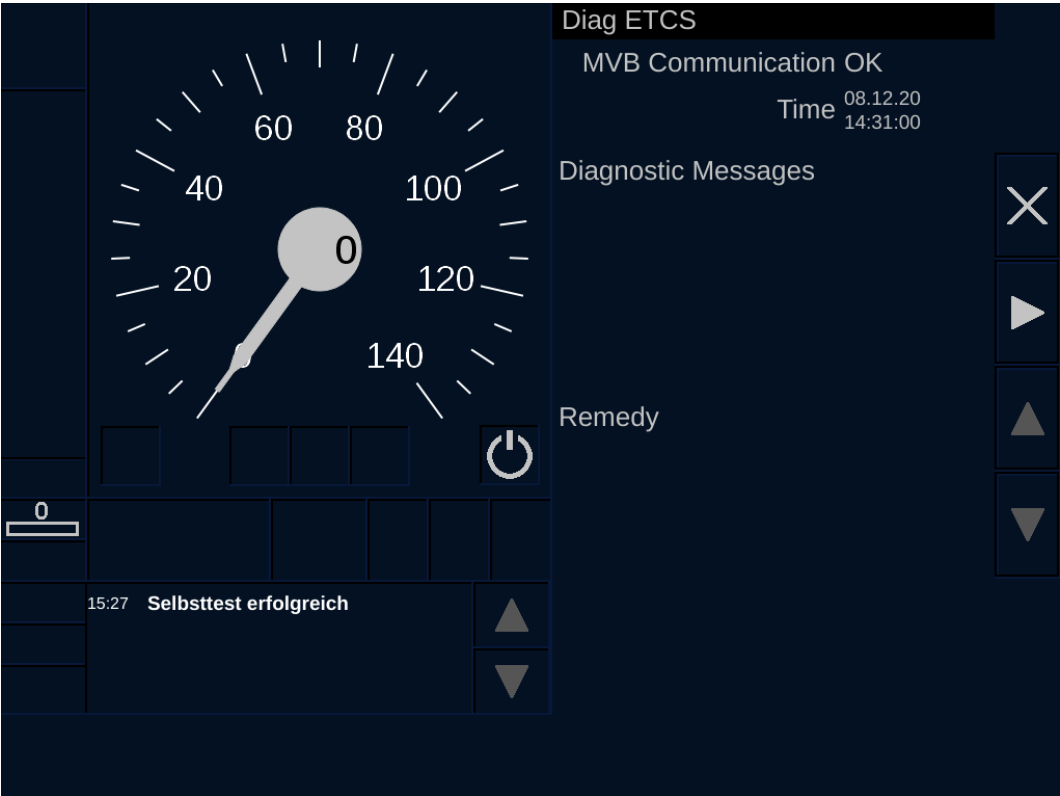 Diag ETCS
MVB Communication OK
Time 08.12.20
14:31:00
Diagnostic Messages
Remedy
60 80
40 100
0
20 120
0 140
0
15:27 Selbsttest erfolgreich